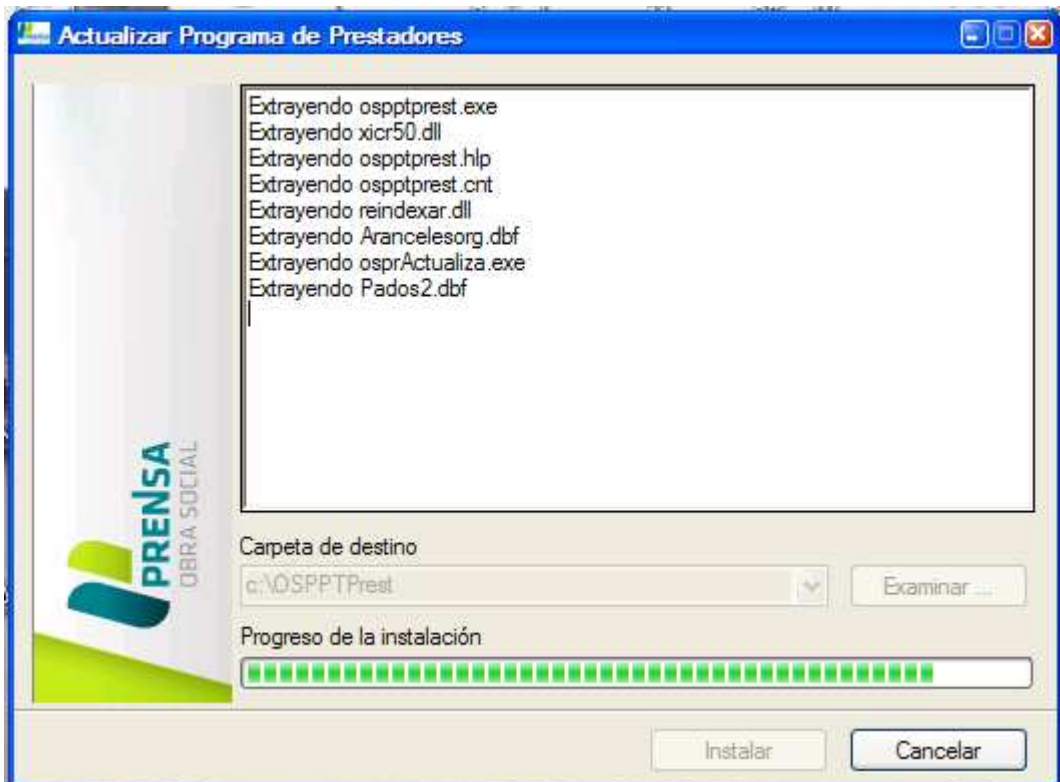 Actualizar Programa de Prestadores
Extrayendo ospptprest.exe
Extrayendo xicr50.dll
Extrayendo ospptprest.hlp
Extrayendo ospptprest.cnt
Extrayendo reindexar.dll
Extrayendo Arancelesorg.dbf
Extrayendo osprActualiza.exe
Extrayendo Pados2.dbf
PRENSA
OBRA SOCIAL
Carpeta de destino
c:\OSPPTPrest
Examinar ...
Progreso de la instalación
Instalar
Cancelar